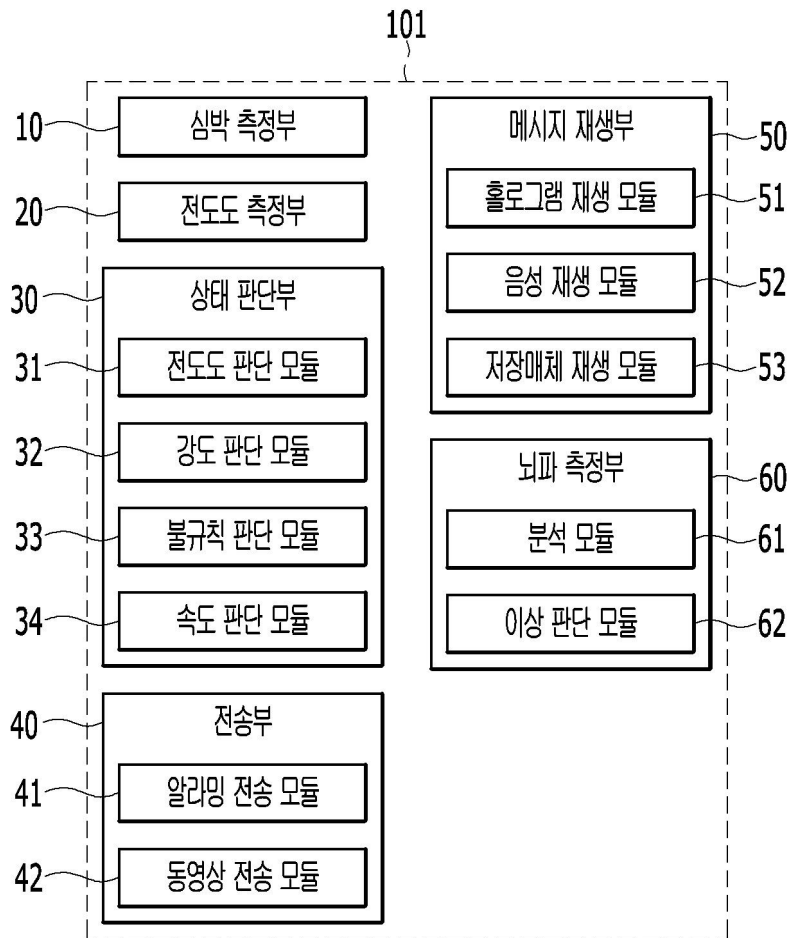 101
10 심박 측정부
20 전도도 측정부
30 상태 판단부
31 전도도 판단 모듈
32 강도 판단 모듈
33 불규칙 판단 모듈
34 속도 판단 모듈
40 전송부
41 알라밍 전송 모듈
42 동영상 전송 모듈
메시지 재생부 50
홀로그램 재생 모듈 51
음성 재생 모듈 52
저장매체 재생 모듈 53
뇌파 측정부 60
분석 모듈 61
이상 판단 모듈 62